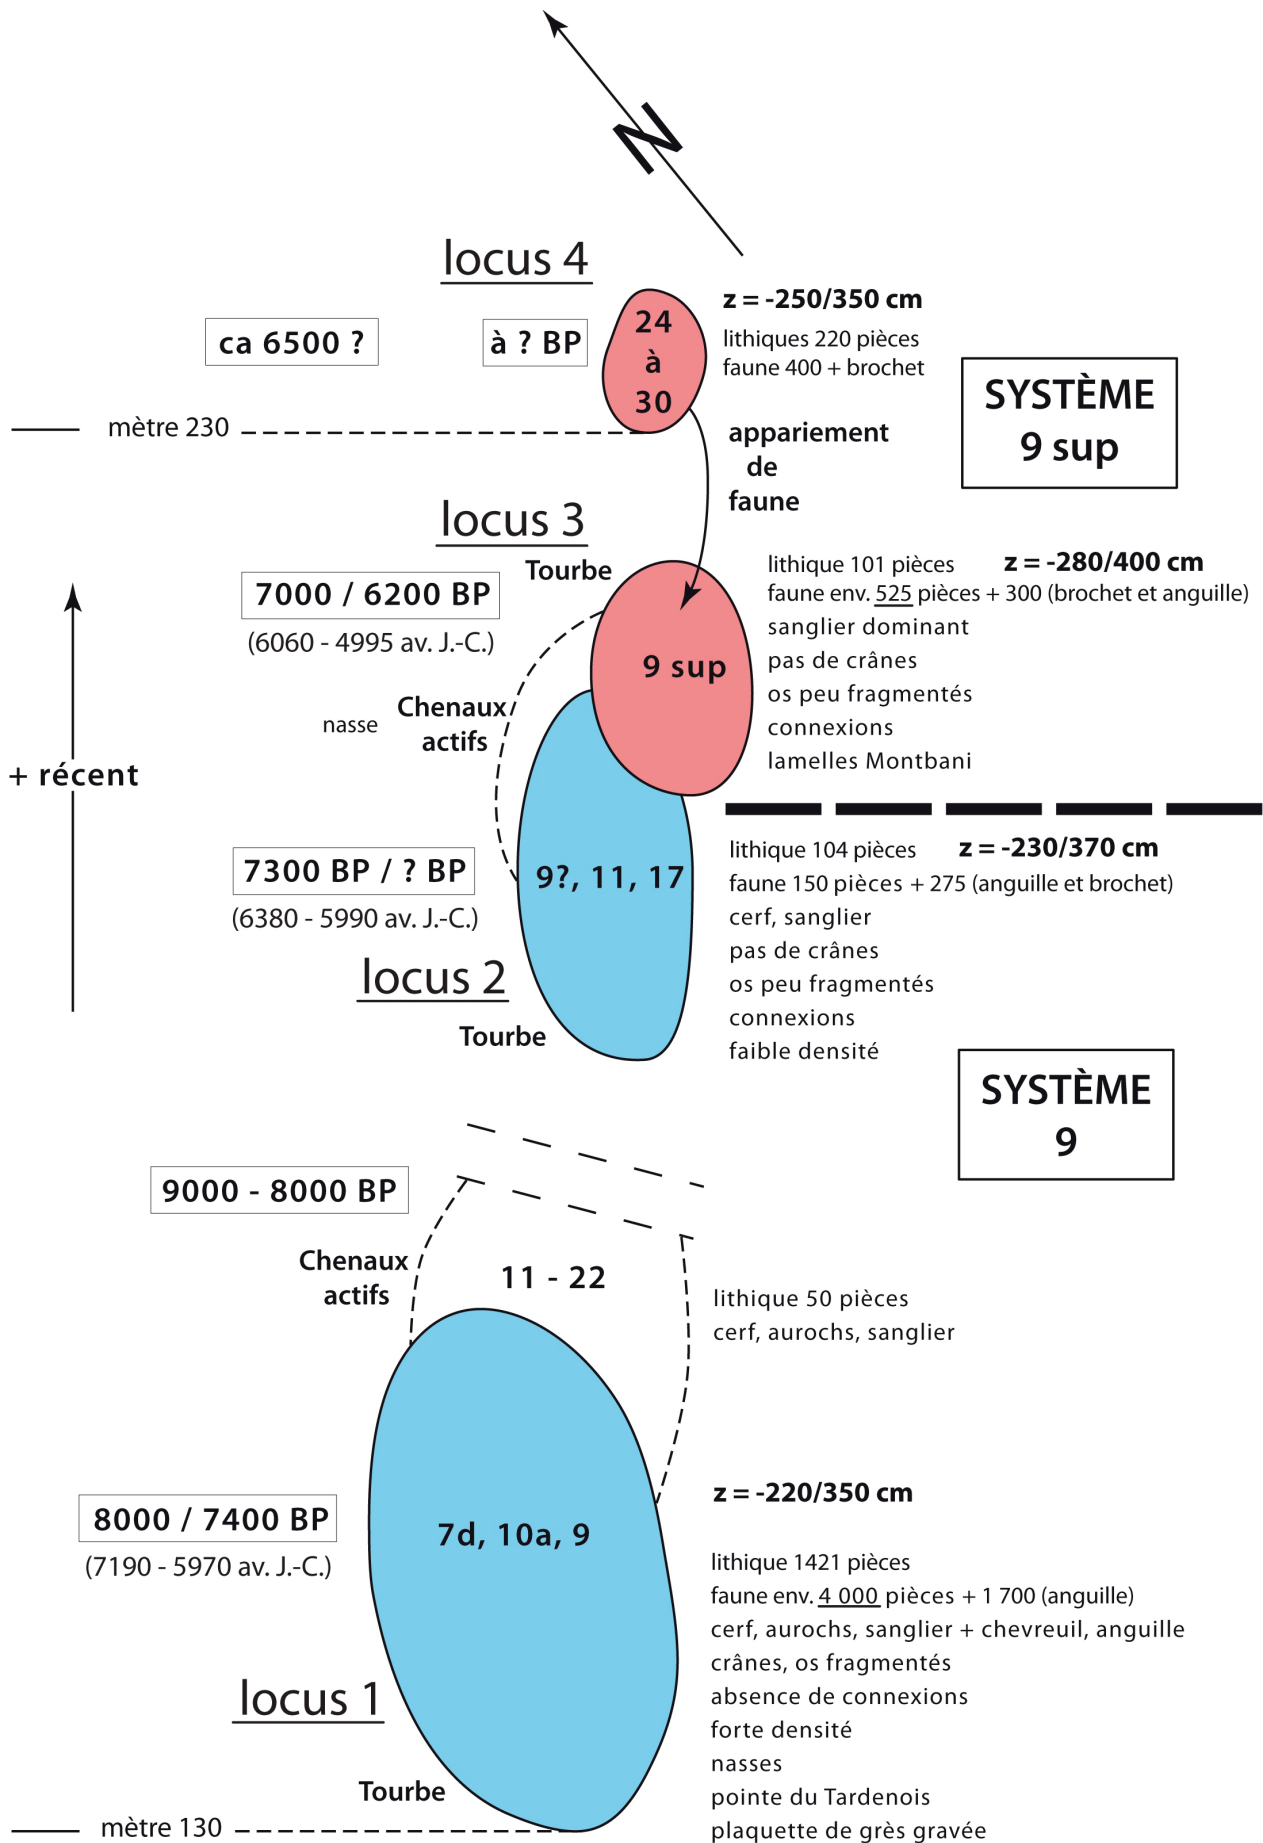 N
locus 4
ca 6500 ?
à ? BP
24
à
30
z = -250/350 cm
lithiques 220 pièces
faune 400 + brochet
SYSTÈME
9 sup
mètre 230
appariement
de
faune
locus 3
Tourbe
7000 / 6200 BP
(6060 - 4995 av. J.-C.)
9 sup
lithique 101 pièces z = -280/400 cm
faune env. 525 pièces + 300 (brochet et anguille)
sanglier dominant
pas de crânes
os peu fragmentés
connexions
lamelles Montbani
nasse
Chenaux
actifs
+ récent
7300 BP / ? BP
(6380 - 5990 av. J.-C.)
9?, 11, 17
locus 2
Tourbe
lithique 104 pièces z = -230/370 cm
faune 150 pièces + 275 (anguille et brochet)
cerf, sanglier
pas de crânes
os peu fragmentés
connexions
faible densité
SYSTÈME
9
9000 - 8000 BP
Chenaux
actifs
11 - 22
lithique 50 pièces
cerf, aurochs, sanglier
8000 / 7400 BP
(7190 - 5970 av. J.-C.)
7d, 10a, 9
z = -220/350 cm
lithique 1421 pièces
faune env. 4 000 pièces + 1 700 (anguille)
cerf, aurochs, sanglier + chevreuil, anguille
crânes, os fragmentés
absence de connexions
forte densité
nasses
pointe du Tardenois
plaquette de grès gravée
locus 1
Tourbe
mètre 130